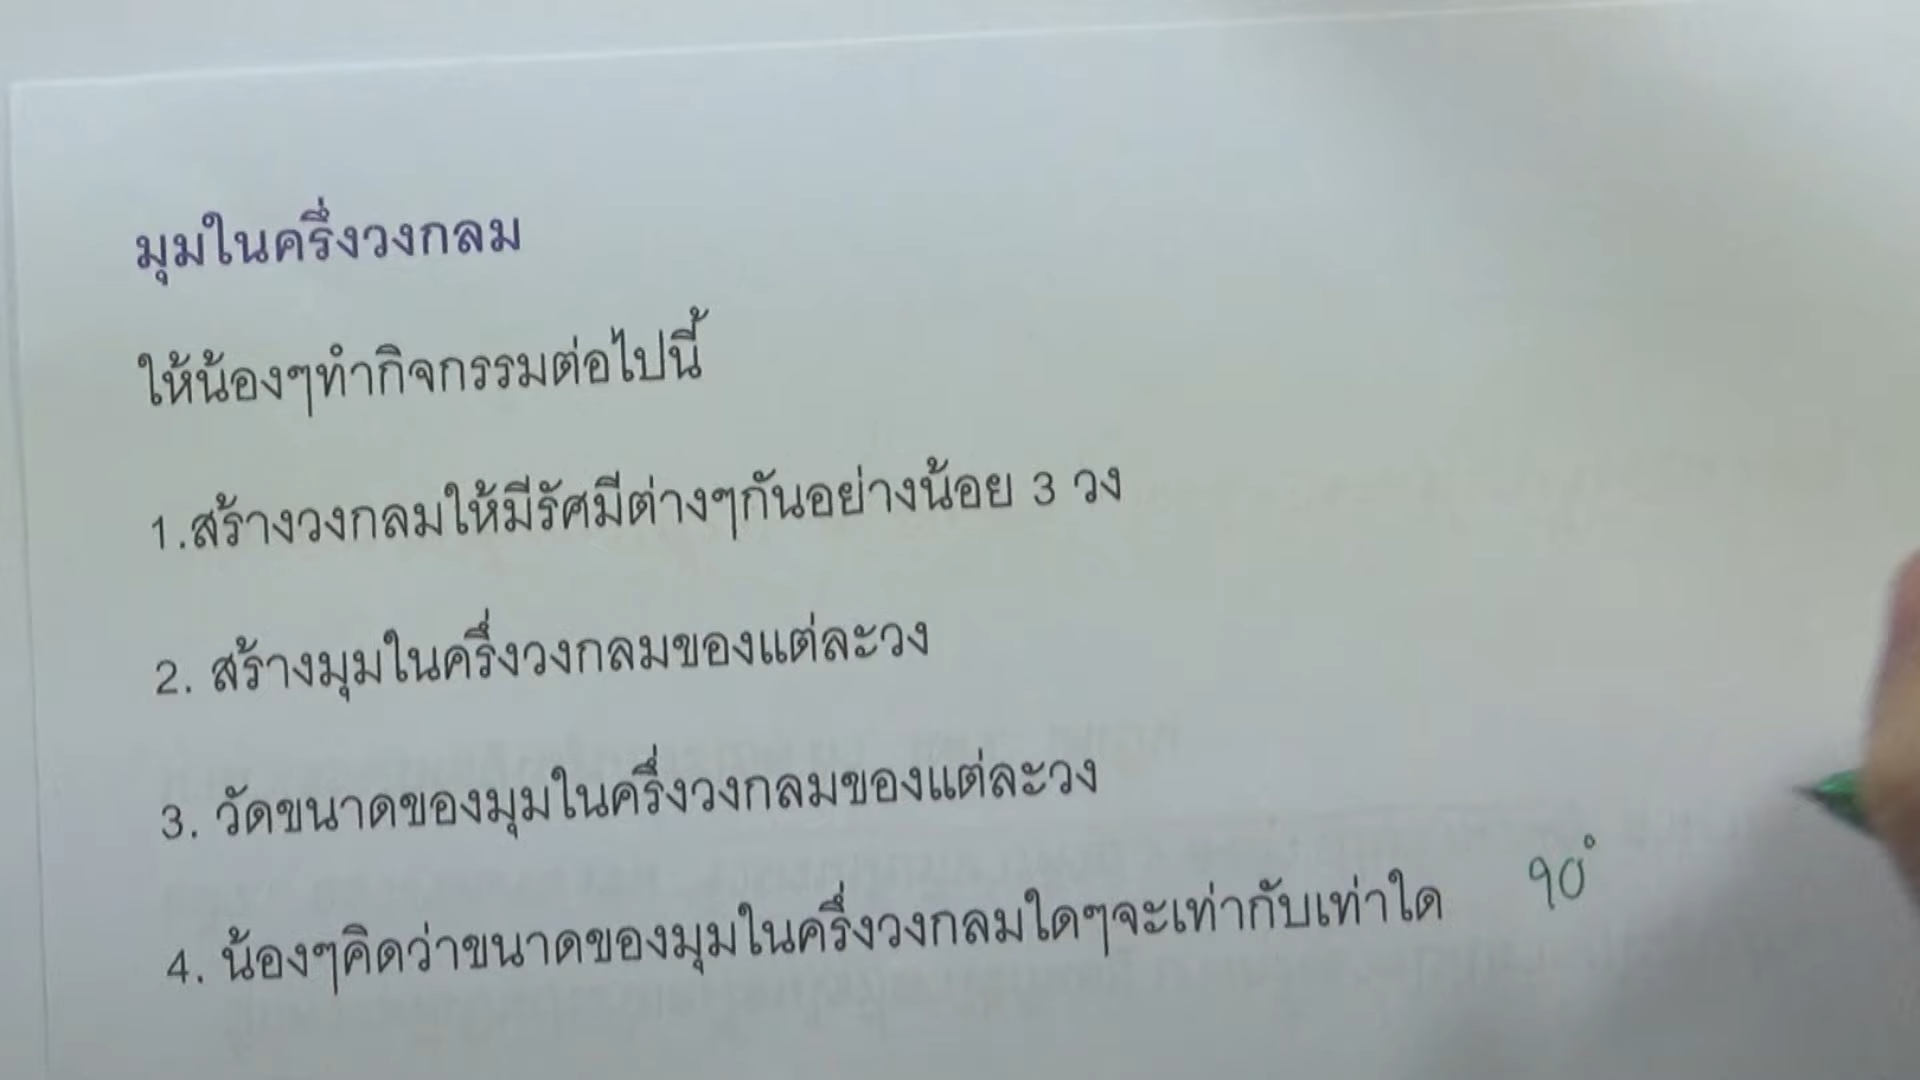 มุมในครึ่งวงกลม
ให้น้องๆทำกิจกรรมต่อไปนี้
1.สร้างวงกลมให้มีรัศมีต่างๆกันอย่างน้อย 3 วง
2. สร้างมุมในครึ่งวงกลมของแต่ละวง
3. วัดขนาดของมุมในครึ่งวงกลมของแต่ละวง
4. น้องๆคิดว่าขนาดของมุมในครึ่งวงกลมใดๆจะเท่ากับเท่าใด 90°